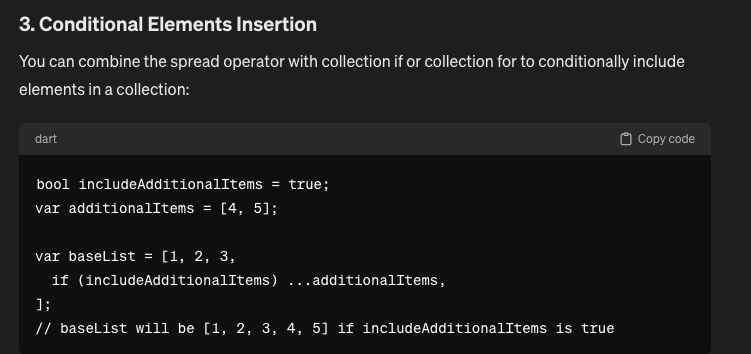 3. Conditional Elements Insertion
You can combine the spread operator with collection if or collection for to conditionally include
elements in a collection:
dart
Copy code
bool includeAdditionalItems = true;
var additionalItems = [4, 5];

var baseList = [1, 2, 3,
  if (includeAdditionalItems) ...additionalItems,
];
// baseList will be [1, 2, 3, 4, 5] if includeAdditionalItems is true